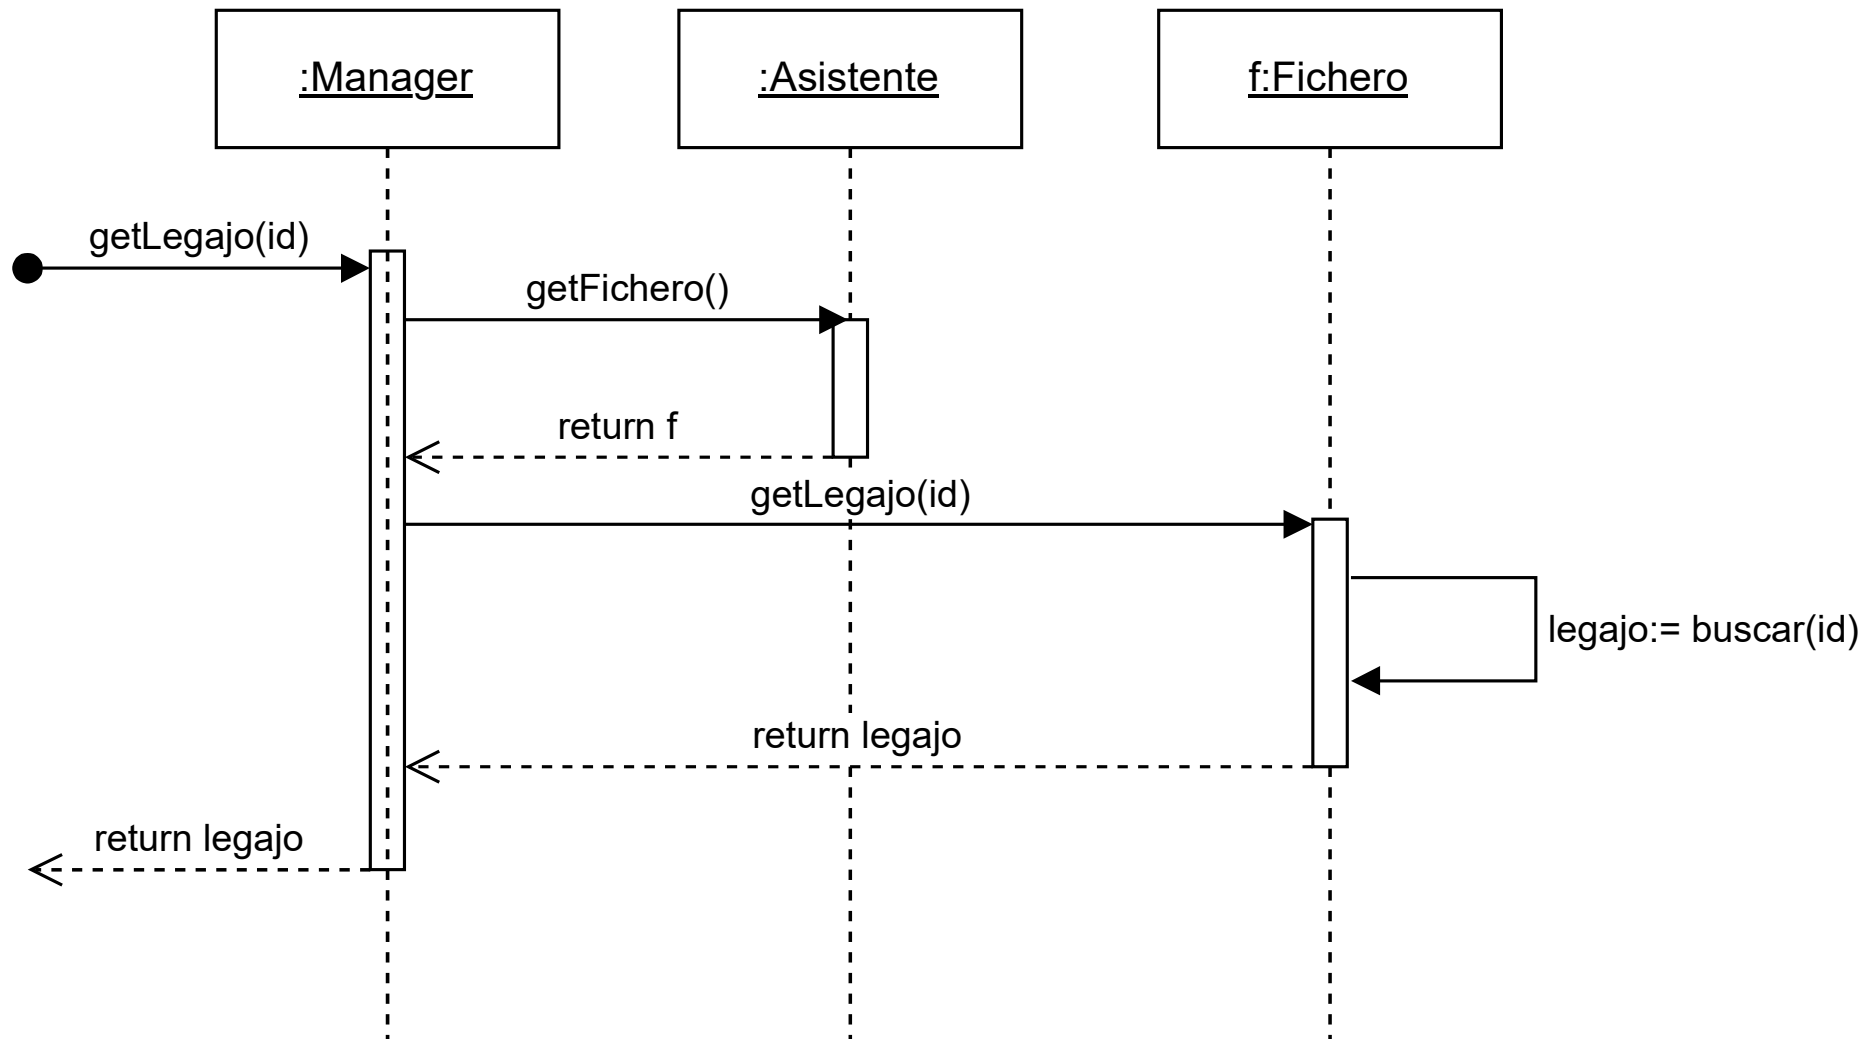 :Manager
:Asistente
f:Fichero
getLegajo(id)
getFichero()
return f
getLegajo(id)
legajo:= buscar(id)
return legajo
return legajo